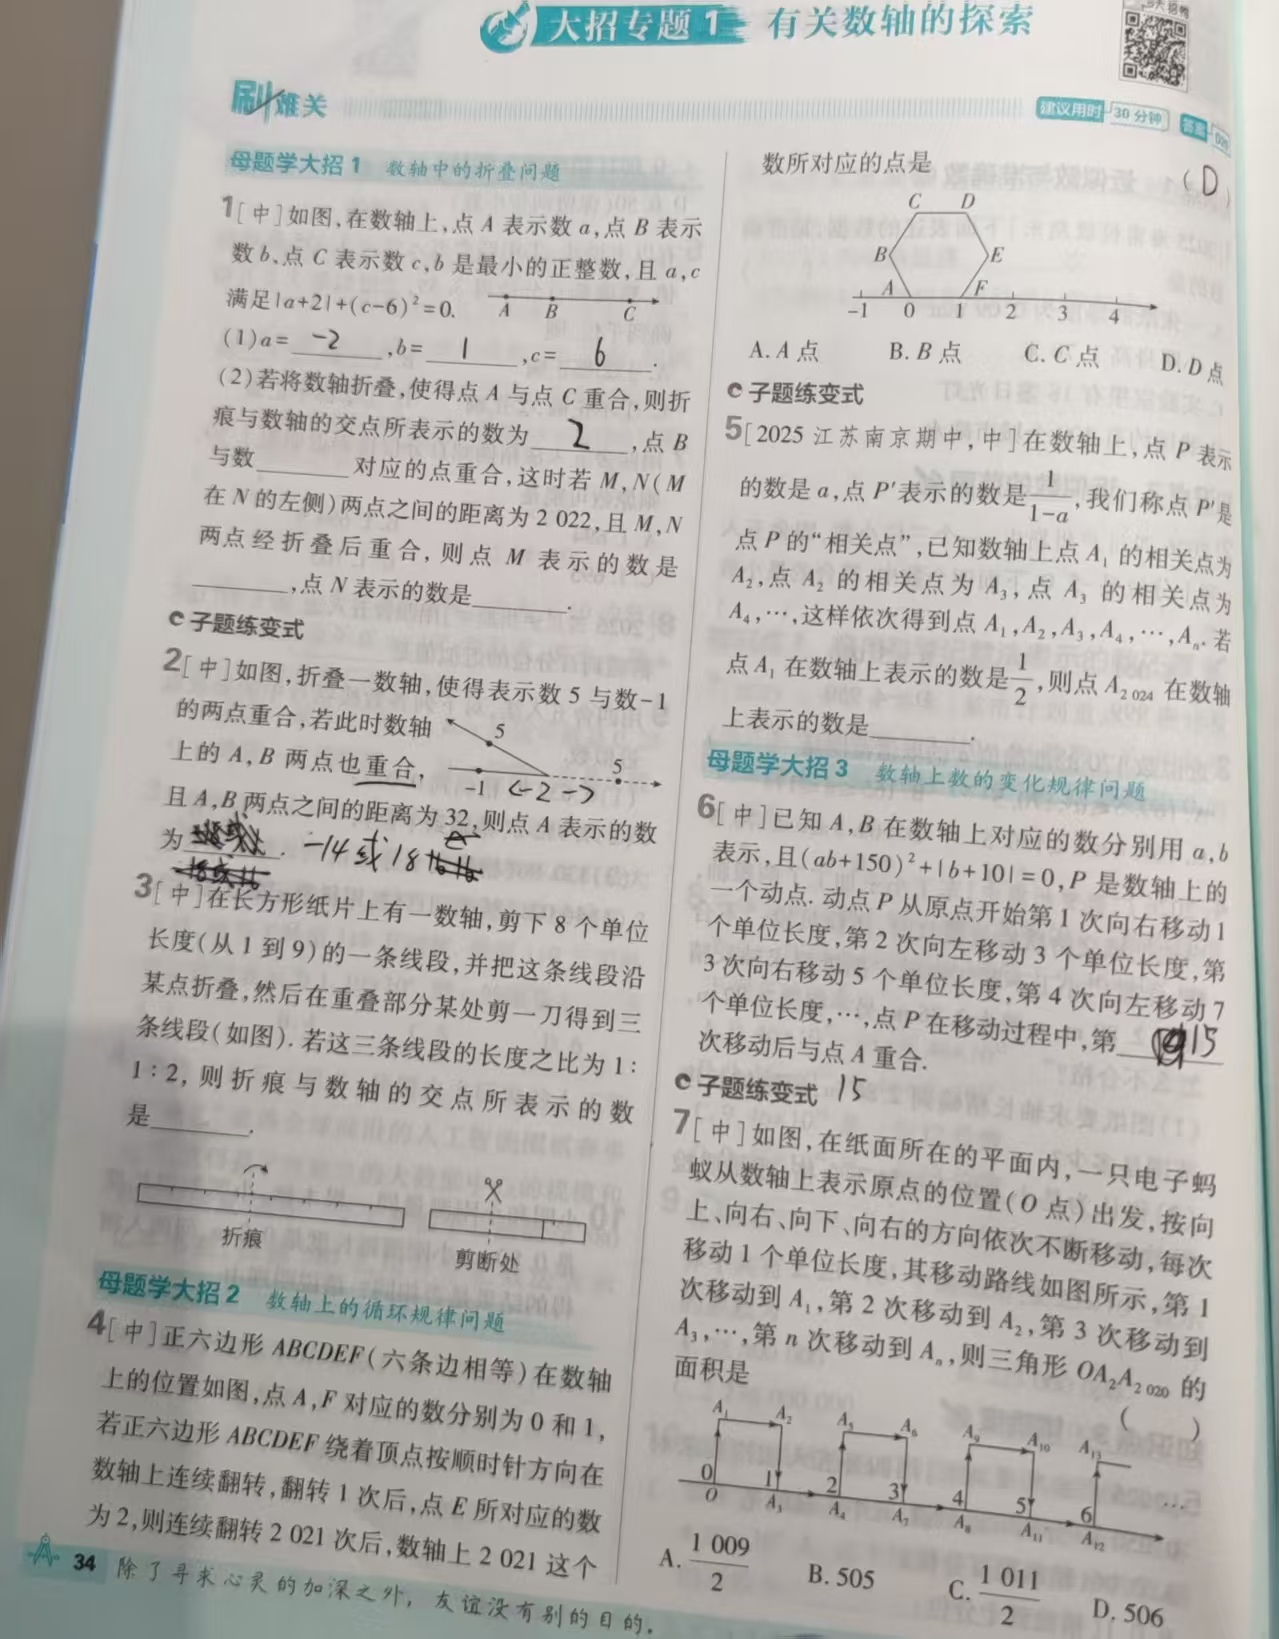 大招专题1 有关数轴的探索
刷难关
建议用时 30分钟 答案
母题学大招1 数轴中的折叠问题
1[中]如图,在数轴上,点A表示数a,点B表示
数b,点C表示数c,b是最小的正整数,且a,c
满足|a+2|+(c-6)²=0.
A B C
(1)a=-2,b=1,c=6.
(2)若将数轴折叠,使得点A与点C重合,则折
痕与数轴的交点所表示的数为2,点B
与数______对应的点重合,这时若M,N(M
在N的左侧)两点之间的距离为2 022,且M,N
两点经折叠后重合,则点M表示的数是
______,点N表示的数是______.
子题练变式
2[中]如图,折叠一数轴,使得表示数5与数-1
的两点重合,若此时数轴
上的A,B两点也重合,
5
-1 <-2-> 5
且A,B两点之间的距离为32,则点A表示的数
为______. -14或18
3[中]在长方形纸片上有一数轴,剪下8个单位
长度(从1到9)的一条线段,并把这条线段沿
某点折叠,然后在重叠部分某处剪一刀得到三
条线段(如图).若这三条线段的长度之比为1:
1:2,则折痕与数轴的交点所表示的数
是______.
折痕
剪断处
母题学大招2 数轴上的循环规律问题
4[中]正六边形ABCDEF(六条边相等)在数轴
上的位置如图,点A,F对应的数分别为0和1,
若正六边形ABCDEF绕着顶点按顺时针方向在
数轴上连续翻转,翻转1次后,点E所对应的数
为2,则连续翻转2 021次后,数轴上2 021这个
34 除了寻求心灵的加深之外,友谊没有别的目的.
数所对应的点是 (D)
C D
B E
A F
-1 0 1 2 3 4
A.A点 B.B点 C.C点 D.D点
子题练变式
5[2025江苏南京期中,中]在数轴上,点P表示
的数是a,点P′表示的数是1/(1-a),我们称点P′是
点P的“相关点”,已知数轴上点A₁的相关点为
A₂,点A₂的相关点为A₃,点A₃的相关点为
A₄,…,这样依次得到点A₁,A₂,A₃,A₄,…,Aₙ.若
点A₁在数轴上表示的数是1/2,则点A₂₀₂₄在数轴
上表示的数是______.
母题学大招3 数轴上数的变化规律问题
6[中]已知A,B在数轴上对应的数分别用a,b
表示,且(ab+150)²+|b+10|=0,P是数轴上的
一个动点.动点P从原点开始第1次向右移动1
个单位长度,第2次向左移动3个单位长度,第
3次向右移动5个单位长度,第4次向左移动7
个单位长度,…,点P在移动过程中,第15
次移动后与点A重合.
子题练变式 15
7[中]如图,在纸面所在的平面内,一只电子蚂
蚁从数轴上表示原点的位置(O点)出发,按向
上、向右、向下、向右的方向依次不断移动,每次
移动1个单位长度,其移动路线如图所示,第1
次移动到A₁,第2次移动到A₂,第3次移动到
A₃,…,第n次移动到Aₙ,则三角形OA₂A₂₀₂₀的
面积是 ( )
A₁ A₂ A₅ A₆ A₉ A₁₀ A₁₃
0 1 2 3 4 5 6 …
O A₃ A₄ A₇ A₈ A₁₁ A₁₂
A.1 009/2 B.505 C.1 011/2 D.506